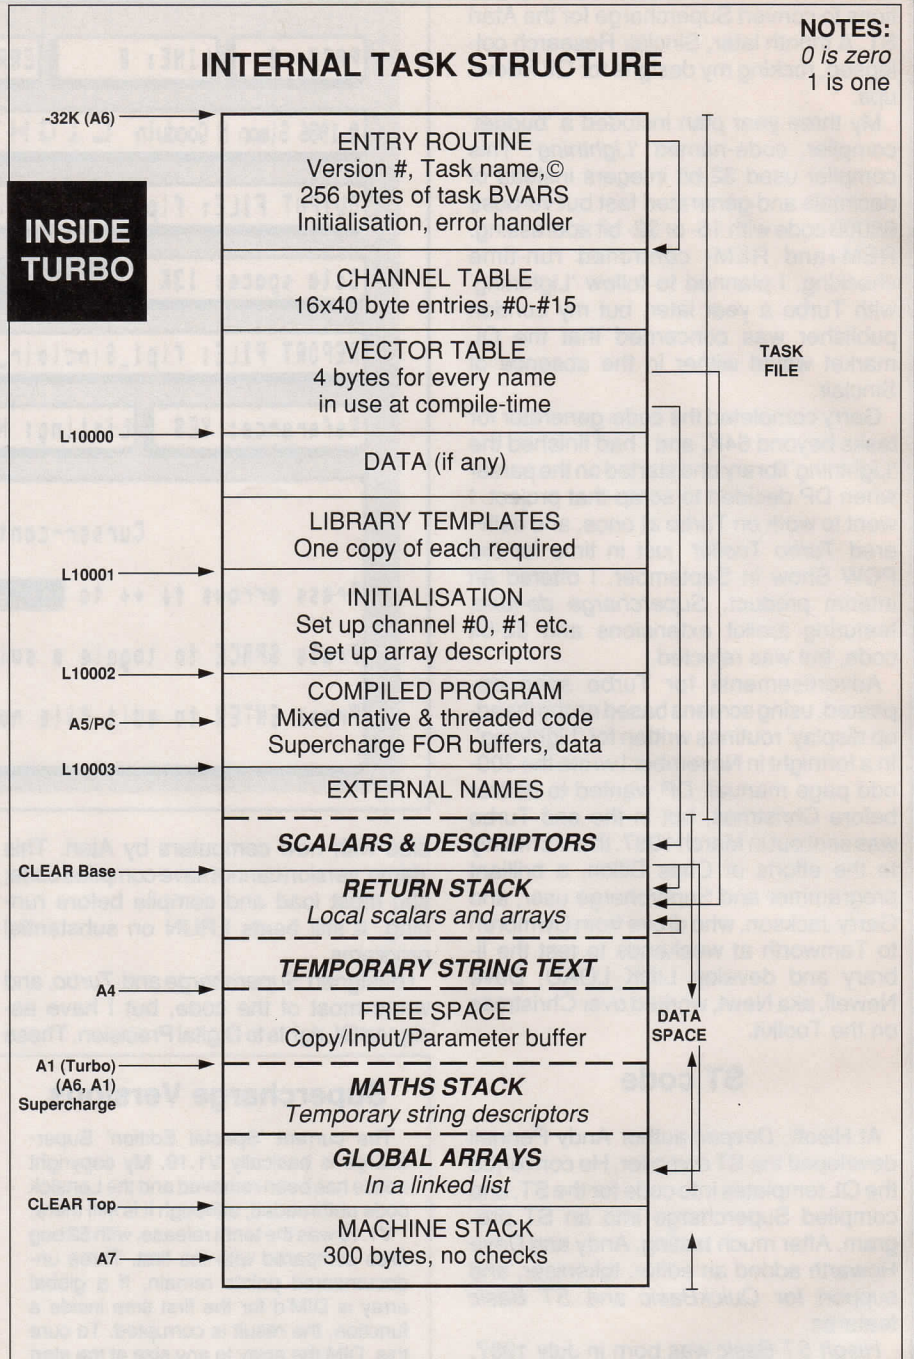 NOTES:
0 is zero
1 is one
INTERNAL TASK STRUCTURE
-32K (A6)
ENTRY ROUTINE
Version #, Task name,©
256 bytes of task BVARS
Initialisation, error handler
INSIDE
TURBO
CHANNEL TABLE
16x40 byte entries, #0-#15
VECTOR TABLE
4 bytes for every name
in use at compile-time
TASK
FILE
L10000
DATA (if any)
LIBRARY TEMPLATES
One copy of each required
L10001
INITIALISATION
Set up channel #0, #1 etc.
Set up array descriptors
L10002
COMPILED PROGRAM
A5/PC
Mixed native & threaded code
Supercharge FOR buffers, data
L10003
EXTERNAL NAMES
SCALARS & DESCRIPTORS
CLEAR Base
RETURN STACK
Local scalars and arrays
TEMPORARY STRING TEXT
A4
FREE SPACE
Copy/Input/Parameter buffer
DATA
SPACE
A1 (Turbo)
(A6, A1)
Supercharge
MATHS STACK
Temporary string descriptors
GLOBAL ARRAYS
In a linked list
CLEAR Top
MACHINE STACK
300 bytes, no checks
A7